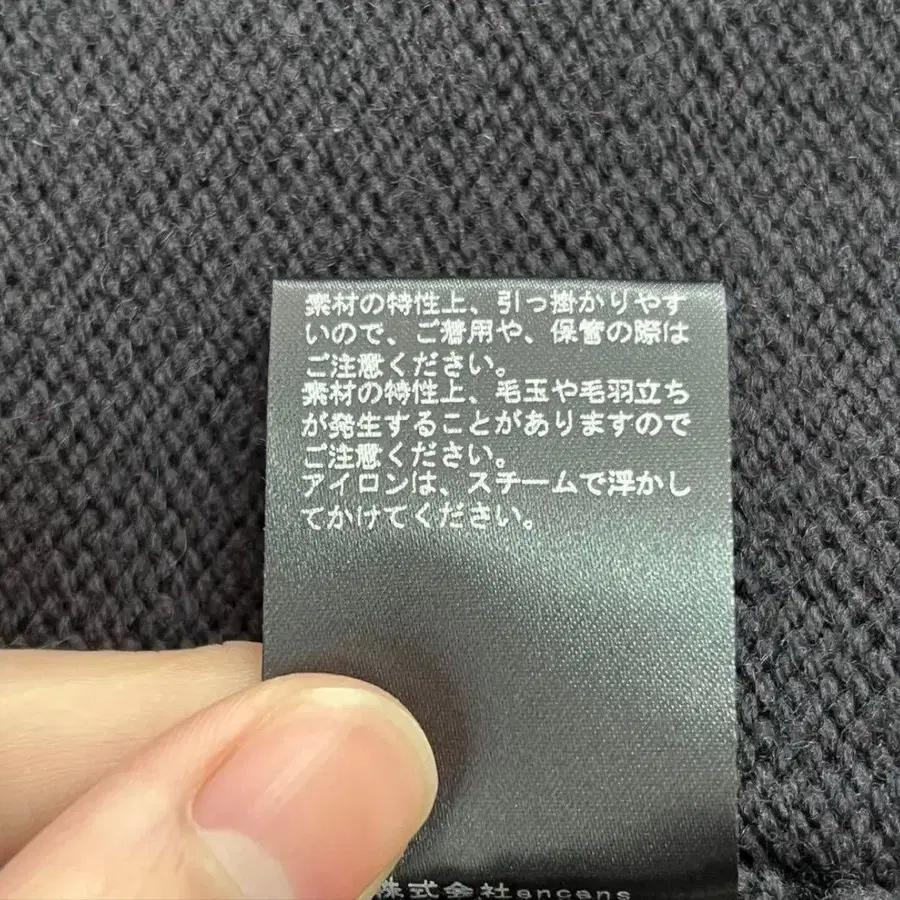 素材の特性上、引っ掛かりやす
いので、ご着用や、保管の際は
ご注意ください。
素材の特性上、毛玉や毛羽立ち
が発生することがありますので
ご注意ください。
アイロンは、スチームで浮かし
てかけてください。
株式会社encens